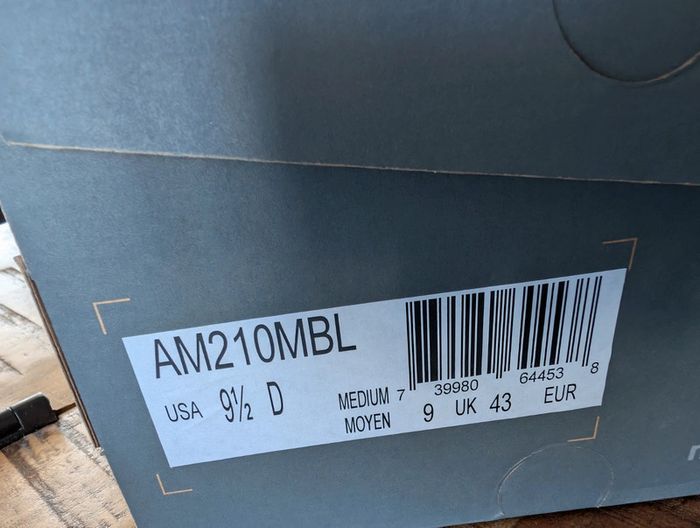 AM210MBL
USA 9½ D MEDIUM 9 UK 43 EUR
MOYEN
7 39980 64453 8